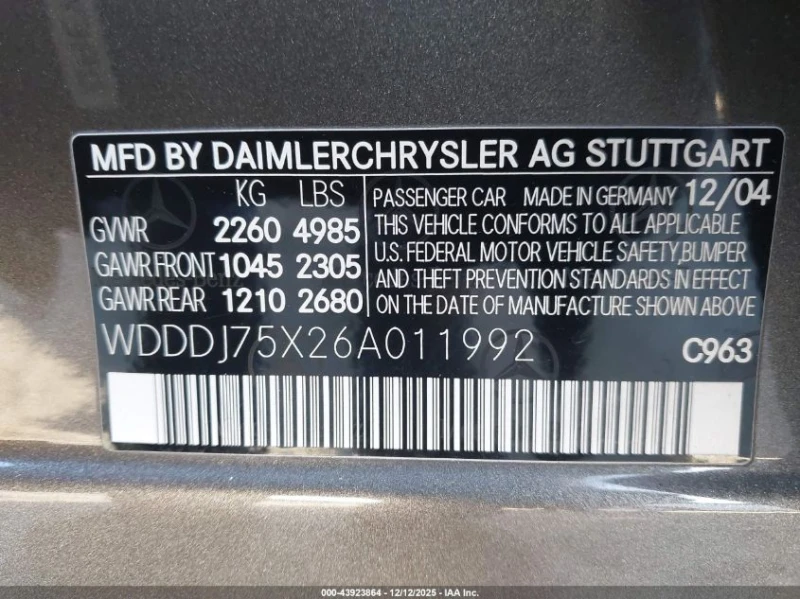 MFD BY DAIMLERCHRYSLER AG STUTTGART
KG LBS
GVWR 2260 4985
GAWR FRONT 1045 2305
GAWR REAR 1210 2680
PASSENGER CAR MADE IN GERMANY 12/04
THIS VEHICLE CONFORMS TO ALL APPLICABLE
U.S. FEDERAL MOTOR VEHICLE SAFETY, BUMPER
AND THEFT PREVENTION STANDARDS IN EFFECT
ON THE DATE OF MANUFACTURE SHOWN ABOVE
WDDDJ75X26A011992 C963
000-43923864 - 12/12/2025 - IAA Inc.